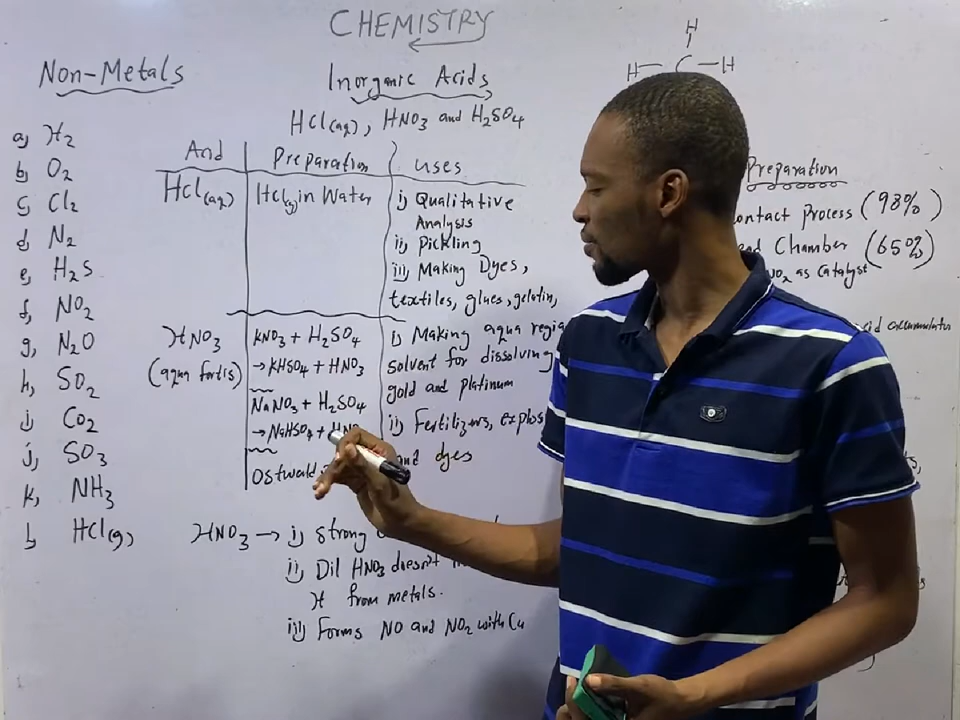 CHEMISTRY
Non-Metals
a, H2
b, O2
c, Cl2
d, N2
e, H2S
f, NO2
g, N2O
h, SO2
i, CO2
j, SO3
k, NH3
l, HCl(g)
Inorganic Acids
HCl(aq), HNO3 and H2SO4
Acid Preparation uses
HCl(aq) HCl(g) in Water i, Qualitative
Analysis
ii, Pickling
iii, Making Dyes,
textiles, glues, gelatin,
HNO3 KNO3 + H2SO4 i, Making aqua regia
(aqua fortis) → KHSO4 + HNO3 solvent for dissolving
gold and platinum
NaNO3 + H2SO4
→ NaHSO4 + ii, Fertilizers,
Ostwald and dyes
HNO3 → i, Strong
ii, Dil HNO3 doesn't
H from metals.
iii, Forms NO and NO2 with Cu
H
H — C — H
Preparation
Process (98%)
Chamber (65%)
as catalyst
accumulator